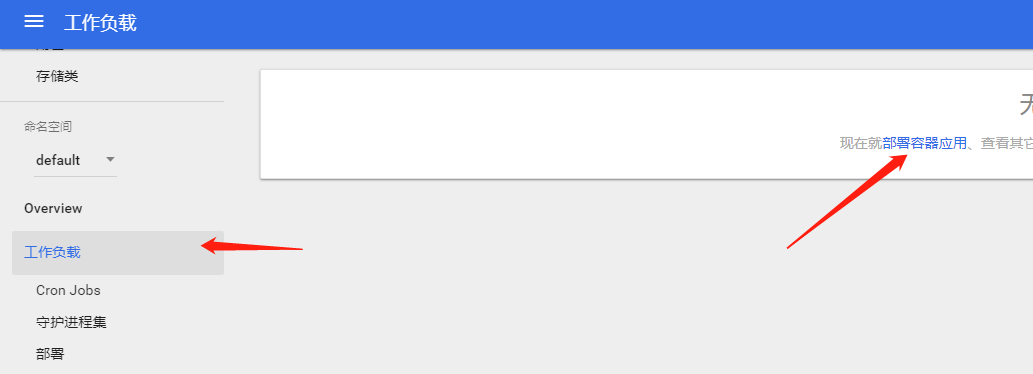 工作负载
存储类
命名空间
default
Overview
工作负载
Cron Jobs
守护进程集
部署
现在就部署容器应用、查看其它